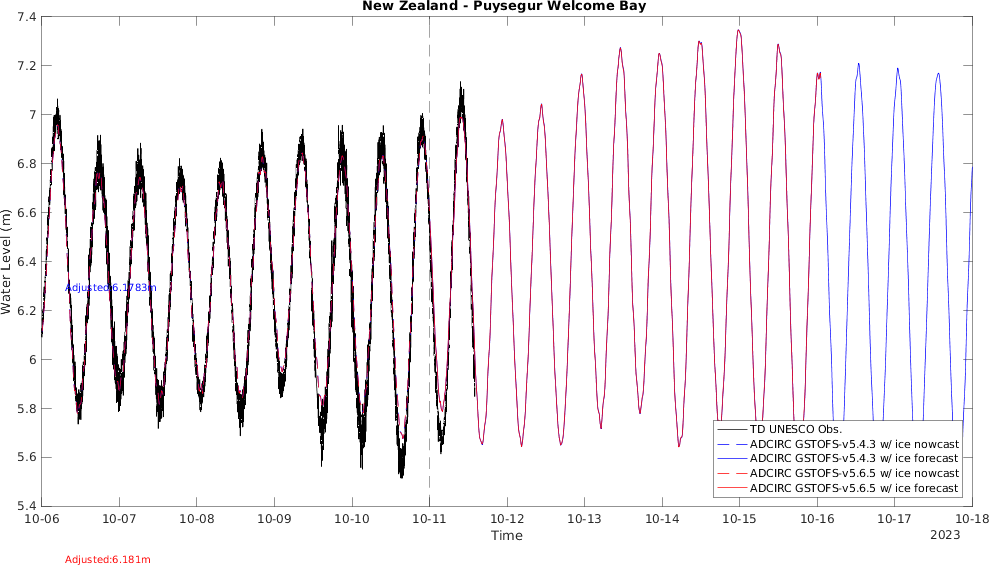 New Zealand - Puysegur Welcome Bay
7.4
7.2
7
6.8
6.6
6.4
6.2
6
5.8
5.6
5.4
Water Level (m)
Adjusted:6.1783m
TD UNESCO Obs.
ADCIRC GSTOFS-v5.4.3 w/ ice nowcast
ADCIRC GSTOFS-v5.4.3 w/ ice forecast
ADCIRC GSTOFS-v5.6.5 w/ ice nowcast
ADCIRC GSTOFS-v5.6.5 w/ ice forecast
10-06 10-07 10-08 10-09 10-10 10-11 10-12 10-13 10-14 10-15 10-16 10-17 10-18
Time
2023
Adjusted:6.181m